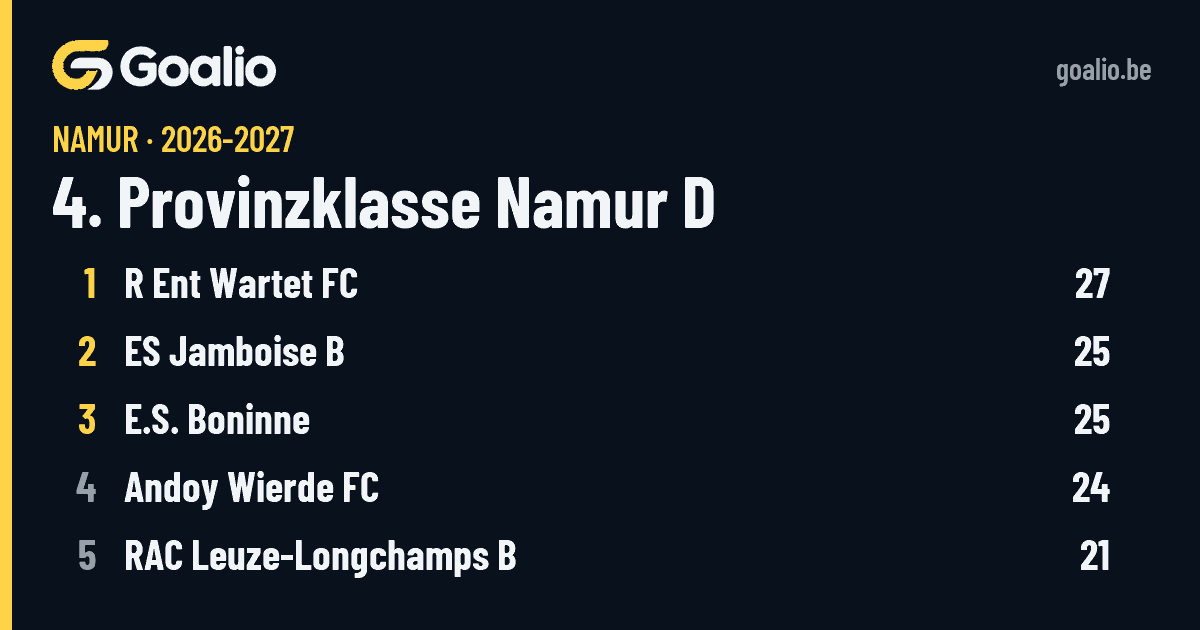 Goalio
goalio.be
NAMUR · 2026-2027
4. Provinzklasse Namur D
1 R Ent Wartet FC 27
2 ES Jamboise B 25
3 E.S. Boninne 25
4 Andoy Wierde FC 24
5 RAC Leuze-Longchamps B 21